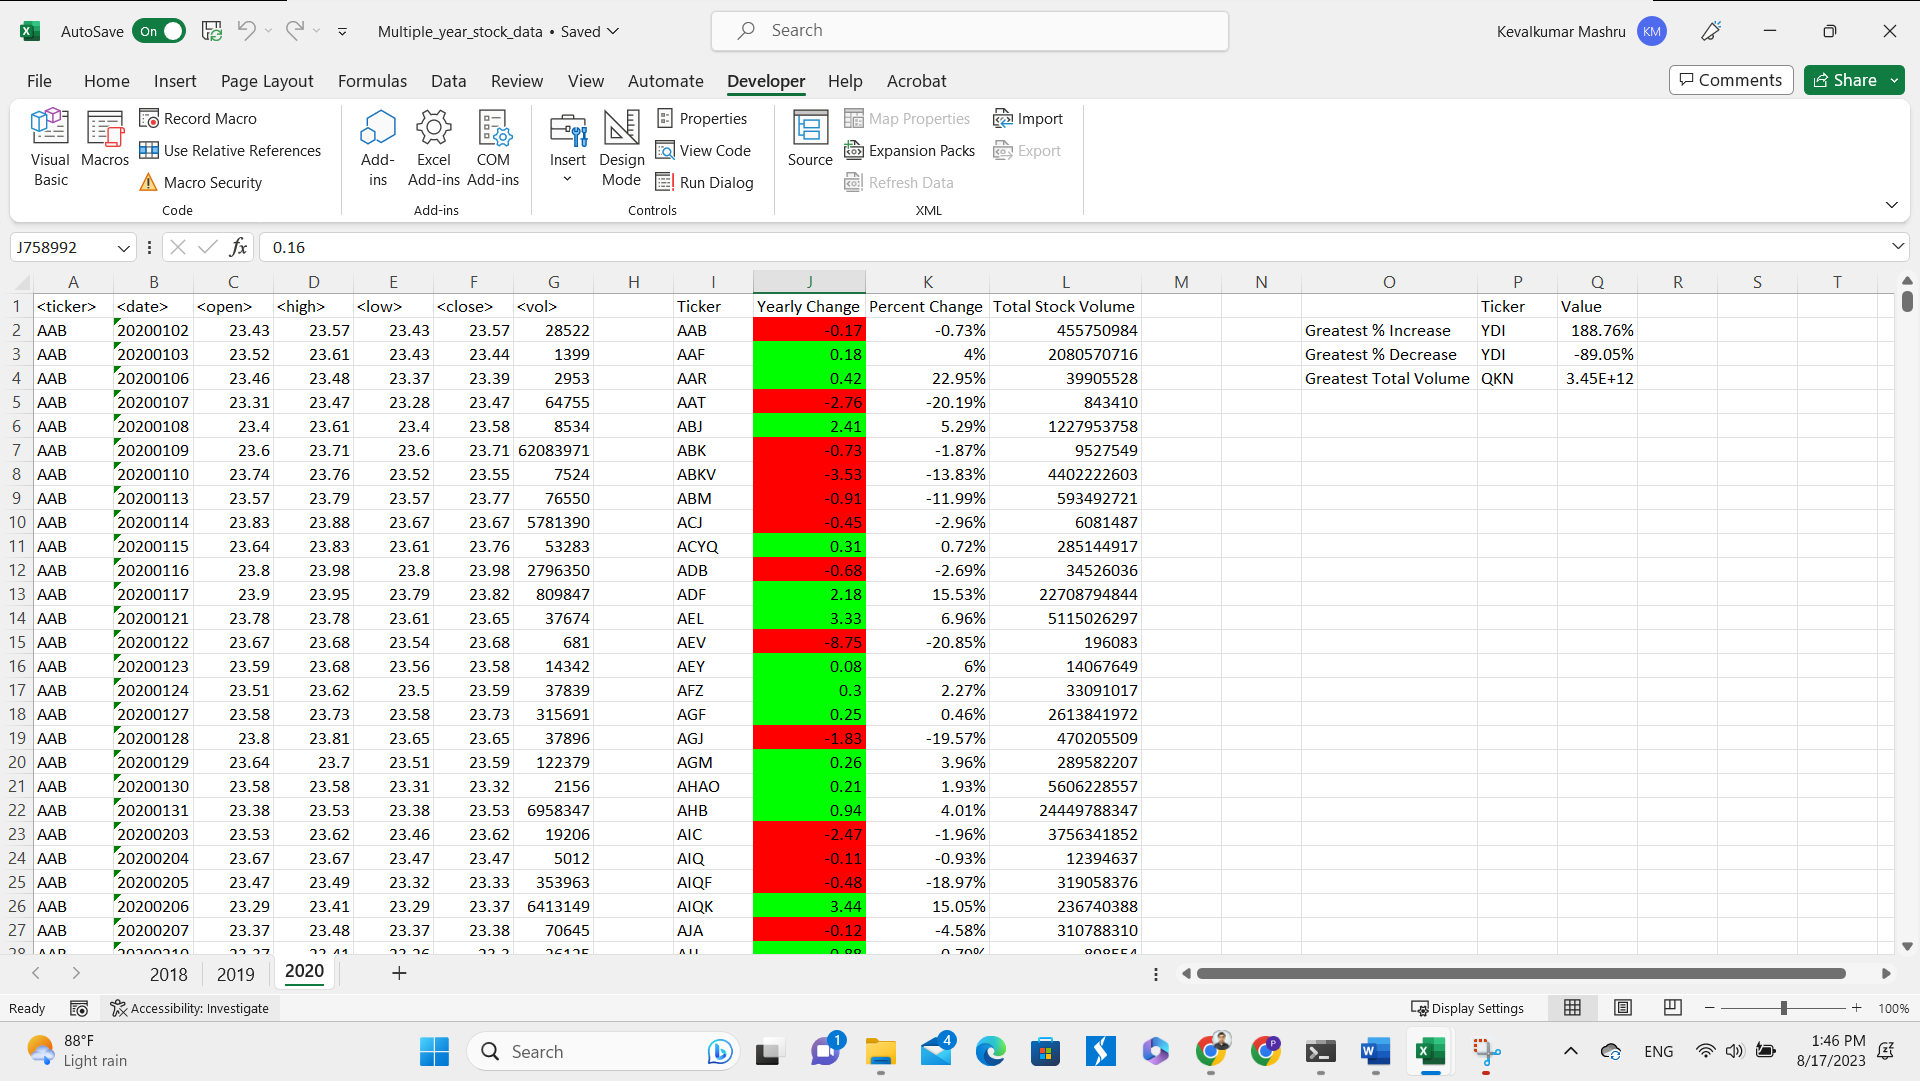 AutoSave On Multiple_year_stock_data • Saved Search Kevalkumar Mashru KM
File Home Insert Page Layout Formulas Data Review View Automate Developer Help Acrobat Comments Share
Visual Basic Macros Record Macro Use Relative References Macro Security Code
Add-ins Excel Add-ins COM Add-ins Add-ins
Insert Design Mode Properties View Code Run Dialog Controls
Source Map Properties Expansion Packs Refresh Data Import Export XML
J758992 fx 0.16
A B C D E F G H I J K L M N O P Q R S T
1 <ticker> <date> <open> <high> <low> <close> <vol> Ticker Yearly Change Percent Change Total Stock Volume Ticker Value
2 AAB 20200102 23.43 23.57 23.43 23.57 28522 AAB -0.17 -0.73% 455750984 Greatest % Increase YDI 188.76%
3 AAB 20200103 23.52 23.61 23.43 23.44 1399 AAF 0.18 4% 2080570716 Greatest % Decrease YDI -89.05%
4 AAB 20200106 23.46 23.48 23.37 23.39 2953 AAR 0.42 22.95% 39905528 Greatest Total Volume QKN 3.45E+12
5 AAB 20200107 23.31 23.47 23.28 23.47 64755 AAT -2.76 -20.19% 843410
6 AAB 20200108 23.4 23.61 23.4 23.58 8534 ABJ 2.41 5.29% 1227953758
7 AAB 20200109 23.6 23.71 23.6 23.71 62083971 ABK -0.73 -1.87% 9527549
8 AAB 20200110 23.74 23.76 23.52 23.55 7524 ABKV -3.53 -13.83% 4402222603
9 AAB 20200113 23.57 23.79 23.57 23.77 76550 ABM -0.91 -11.99% 593492721
10 AAB 20200114 23.83 23.88 23.67 23.67 5781390 ACJ -0.45 -2.96% 6081487
11 AAB 20200115 23.64 23.83 23.61 23.76 53283 ACYQ 0.31 0.72% 285144917
12 AAB 20200116 23.8 23.98 23.8 23.98 2796350 ADB -0.68 -2.69% 34526036
13 AAB 20200117 23.9 23.95 23.79 23.82 809847 ADF 2.18 15.53% 22708794844
14 AAB 20200121 23.78 23.78 23.61 23.65 37674 AEL 3.33 6.96% 5115026297
15 AAB 20200122 23.67 23.68 23.54 23.68 681 AEV -8.75 -20.85% 196083
16 AAB 20200123 23.59 23.68 23.56 23.58 14342 AEY 0.08 6% 14067649
17 AAB 20200124 23.51 23.62 23.5 23.59 37839 AFZ 0.3 2.27% 33091017
18 AAB 20200127 23.58 23.73 23.58 23.73 315691 AGF 0.25 0.46% 2613841972
19 AAB 20200128 23.8 23.81 23.65 23.65 37896 AGJ -1.83 -19.57% 470205509
20 AAB 20200129 23.64 23.7 23.51 23.59 122379 AGM 0.26 3.96% 289582207
21 AAB 20200130 23.58 23.58 23.31 23.32 2156 AHAO 0.21 1.93% 5606228557
22 AAB 20200131 23.38 23.53 23.38 23.53 6958347 AHB 0.94 4.01% 24449788347
23 AAB 20200203 23.53 23.62 23.46 23.62 19206 AIC -2.47 -1.96% 3756341852
24 AAB 20200204 23.67 23.67 23.47 23.47 5012 AIQ -0.11 -0.93% 12394637
25 AAB 20200205 23.47 23.49 23.32 23.33 353963 AIQF -0.48 -18.97% 319058376
26 AAB 20200206 23.29 23.41 23.29 23.37 6413149 AIQK 3.44 15.05% 236740388
27 AAB 20200207 23.37 23.48 23.37 23.38 70645 AJA -0.12 -4.58% 310788310
28 AAB 20200210
2018 2019 2020
Ready Accessibility: Investigate Display Settings 100%
88°F
Light rain
Search 1 4 ENG 1:46 PM
8/17/2023